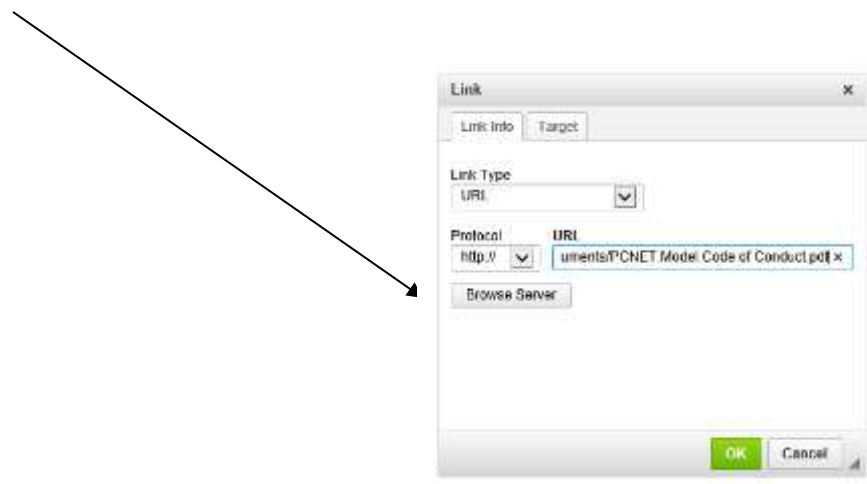 Link ×
Link Info Target
Link Type
URL
Protocol URL
http:// uments/PCNET Model Code of Conduct.pdf ×
Browse Server
OK Cancel